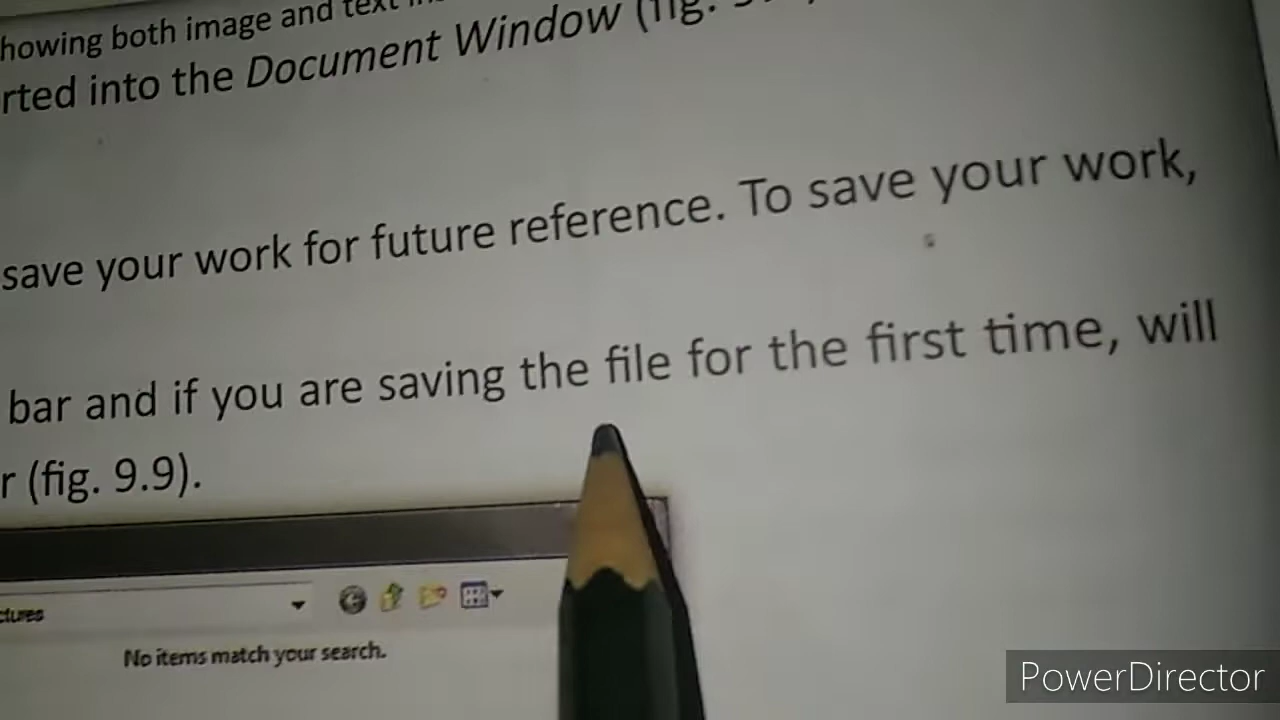 howing both image and text
rted into the Document Window (fig.
save your work for future reference. To save your work,
bar and if you are saving the file for the first time, will
r (fig. 9.9).
ctures
No items match your search.
PowerDirector